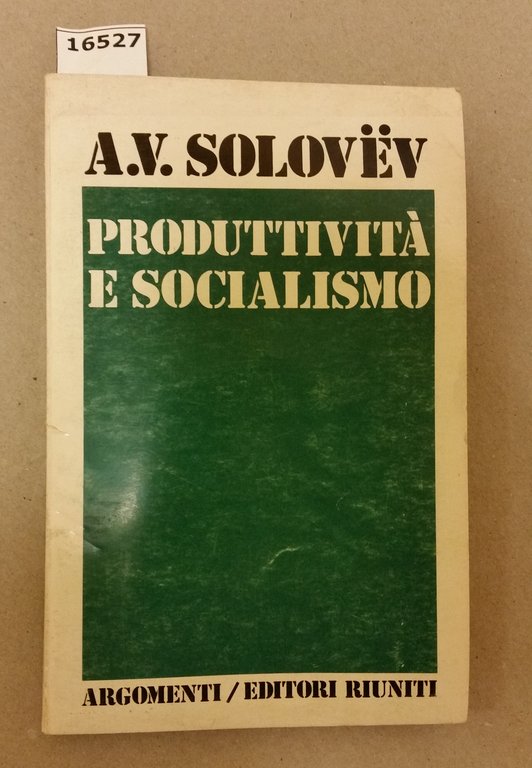 16527
A.V. SOLOVËV
PRODUTTIVITÀ
E SOCIALISMO
ARGOMENTI / EDITORI RIUNITI